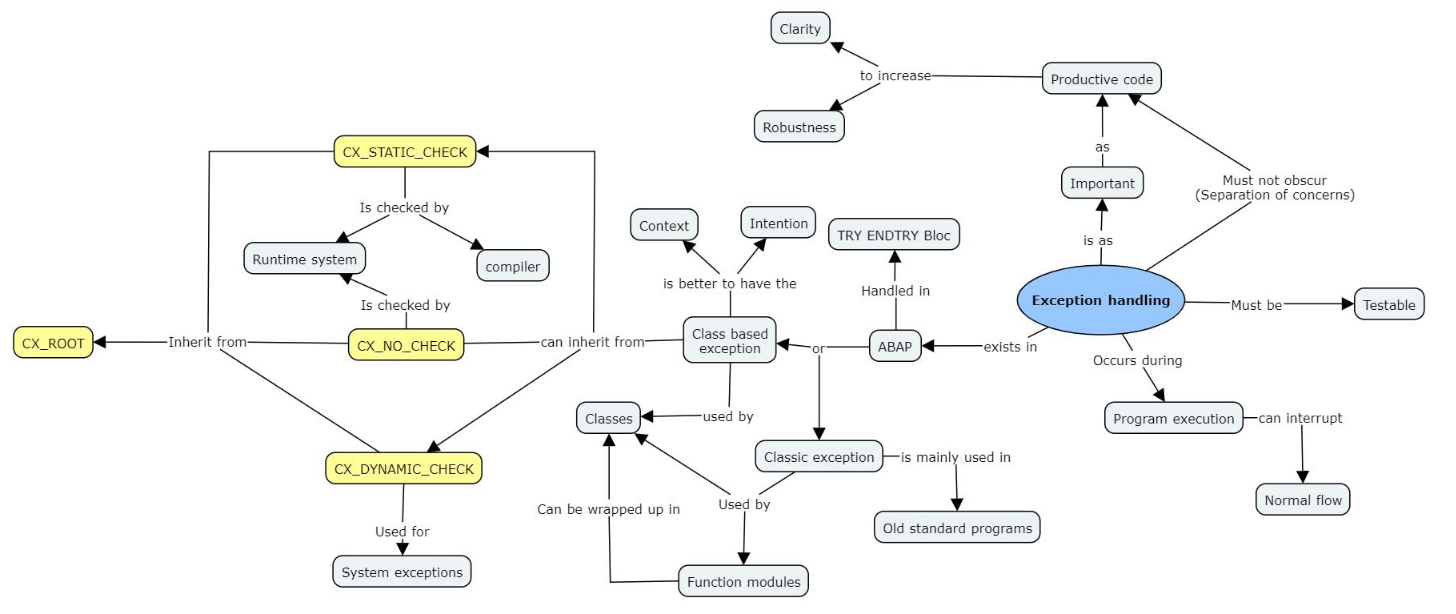 Clarity
to increase
Productive code
Robustness
CX_STATIC_CHECK
as
Important
Must not obscur
(Separation of concerns)
Is checked by
Context
Intention
TRY ENDTRY Bloc
is as
Runtime system
compiler
is better to have the
Handled in
Exception handling
Must be
Testable
Is checked by
CX_ROOT
Inherit from
CX_NO_CHECK
can inherit from
Class based
exception
or
ABAP
exists in
Occurs during
Classes
used by
Program execution
can interrupt
CX_DYNAMIC_CHECK
Classic exception
is mainly used in
Normal flow
Can be wrapped up in
Used by
Used for
Old standard programs
System exceptions
Function modules